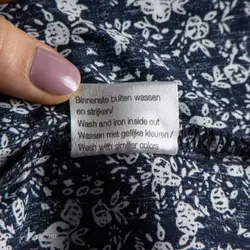 Binnenste buiten wassen
en strijken/
Wash and iron inside out
Wassen met gelijke kleuren/
Wash with similar colors